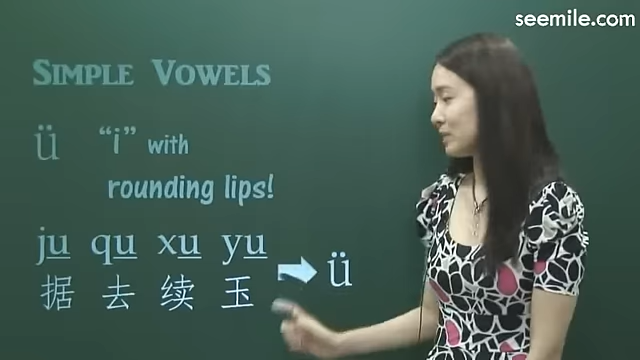 seemile.com
SIMPLE VOWELS
ü "i" with
rounding lips!
ju qu xu yu
据 去 续 玉 ü